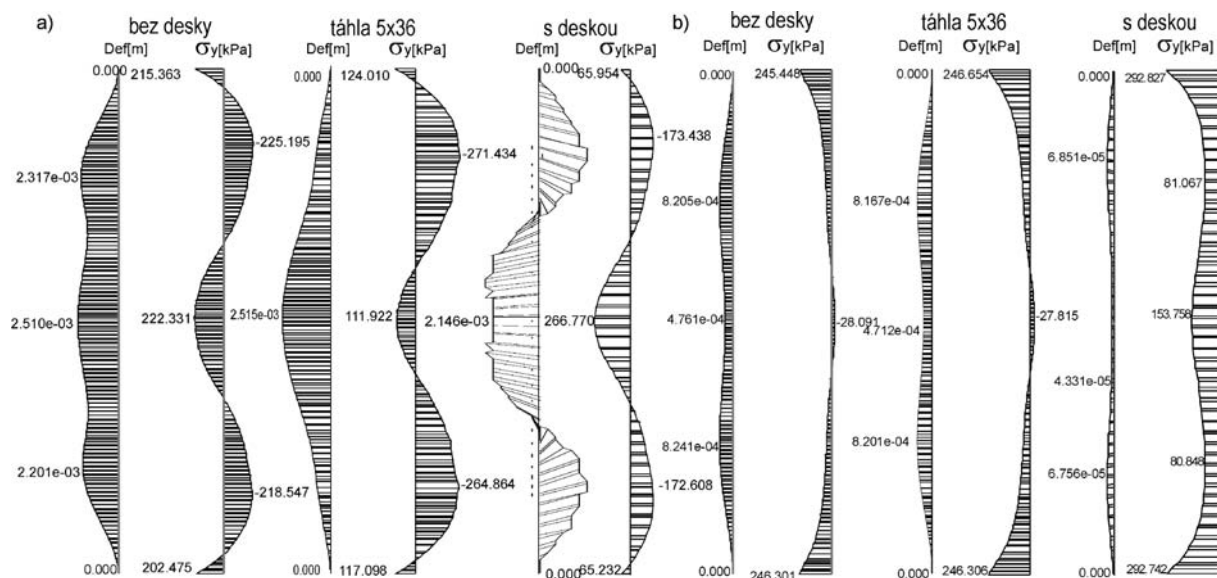 a)
bez desky
Def[m] σy[kPa]
0.000 215.363
-225.195
2.317e-03
2.510e-03 222.331
2.201e-03
-218.547
0.000 202.475
táhla 5x36
Def[m] σy[kPa]
0.000 124.010
-271.434
2.515e-03 111.922
-264.864
0.000 117.098
s deskou
Def[m] σy[kPa]
0.000 65.954
-173.438
2.146e-03 266.770
-172.608
0.000 65.232
b)
bez desky
Def[m] σy[kPa]
0.000 245.448
8.205e-04
4.761e-04 -28.091
8.241e-04
0.000 246.301
táhla 5x36
Def[m] σy[kPa]
0.000 246.654
8.167e-04
4.712e-04 -27.815
8.201e-04
0.000 246.306
s deskou
Def[m] σy[kPa]
0.000 292.827
6.851e-05 81.067
153.758
4.331e-05
6.756e-05 80.848
0.000 292.742